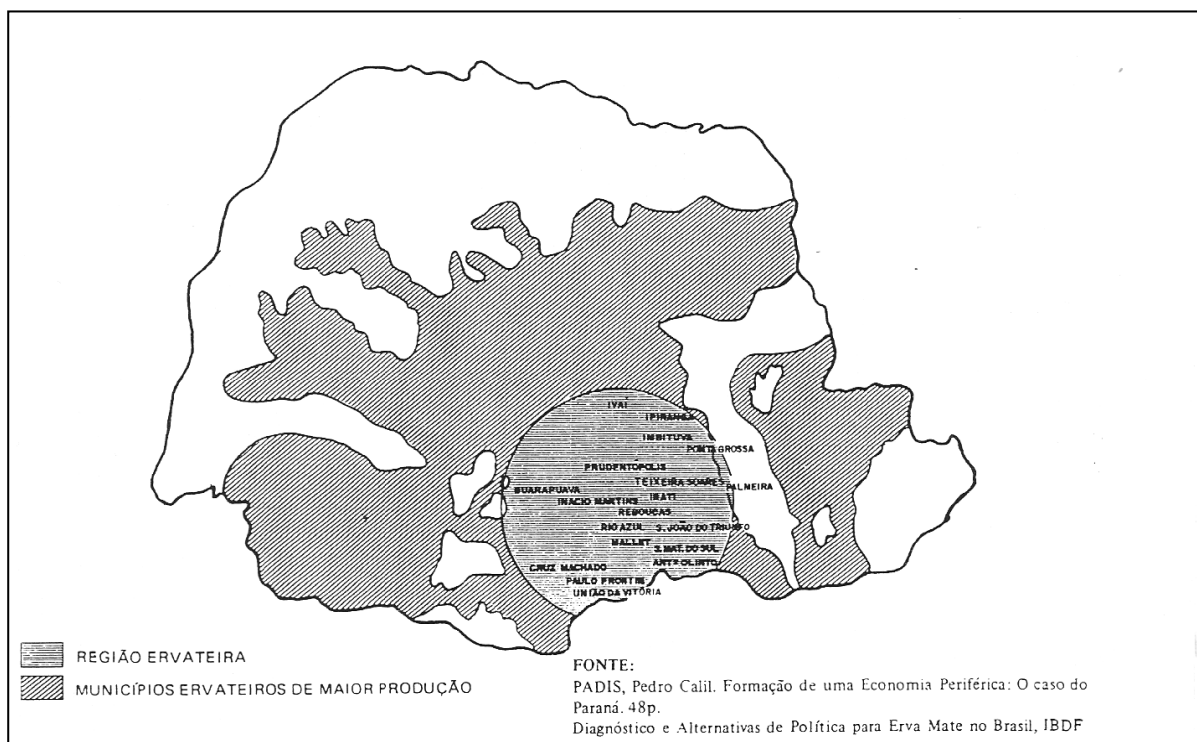 IVAÍ
IPIRANGA
IMBITUVA
PONTA GROSSA
PRUDENTÓPOLIS
TEIXEIRA SOARES
PALMEIRA
GUARAPUAVA
IRATI
INACIO MARTINS
REBOUÇAS
RIO AZUL
S. JOÃO DO TRIUNFO
MALLET
S. MAT. DO SUL
ANTº OLINTO
CRUZ MACHADO
PAULO FRONTIN
UNIÃO DA VITÓRIA
REGIÃO ERVATEIRA
MUNICÍPIOS ERVATEIROS DE MAIOR PRODUÇÃO
FONTE:
PADIS, Pedro Calil. Formação de uma Economia Periférica: O caso do
Paraná. 48p.
Diagnóstico e Alternativas de Política para Erva Mate no Brasil, IBDF